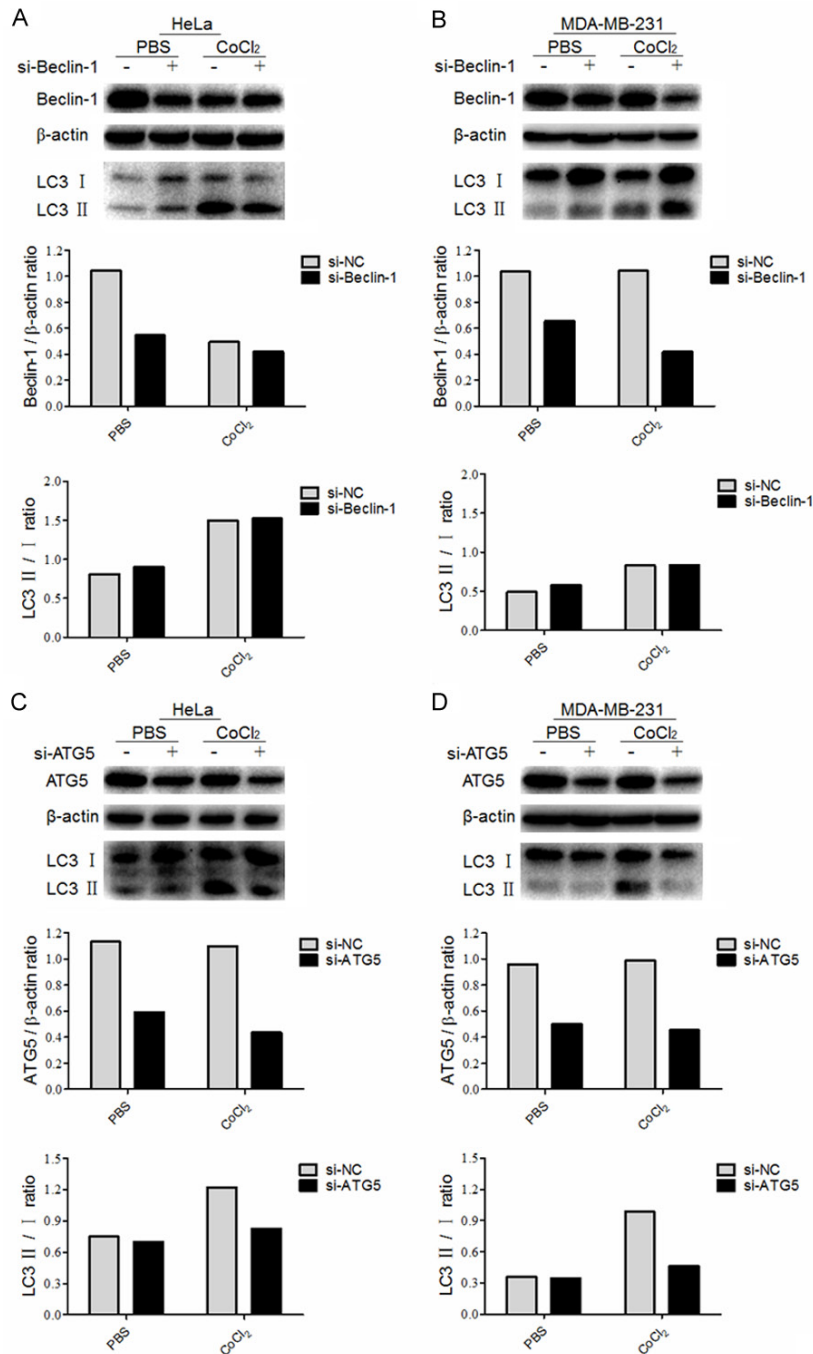 A
HeLa
PBS CoCl₂
si-Beclin-1 - + - +
Beclin-1
β-actin
LC3 Ⅰ
LC3 Ⅱ
Beclin-1 / β-actin ratio
1.2
1.0
0.8
0.6
0.4
0.2
0.0
PBS
CoCl₂
si-NC
si-Beclin-1
LC3 Ⅱ / Ⅰ ratio
2.0
1.5
1.0
0.5
0.0
PBS
CoCl₂
si-NC
si-Beclin-1
B
MDA-MB-231
PBS CoCl₂
si-Beclin-1 - + - +
Beclin-1
β-actin
LC3 Ⅰ
LC3 Ⅱ
Beclin-1 / β-actin ratio
1.2
1.0
0.8
0.6
0.4
0.2
0.0
PBS
CoCl₂
si-NC
si-Beclin-1
LC3 Ⅱ / Ⅰ ratio
2.0
1.5
1.0
0.5
0.0
PBS
CoCl₂
si-NC
si-Beclin-1
C
HeLa
PBS CoCl₂
si-ATG5 - + - +
ATG5
β-actin
LC3 Ⅰ
LC3 Ⅱ
ATG5 / β-actin ratio
1.2
1.0
0.8
0.6
0.4
0.2
0.0
PBS
CoCl₂
si-NC
si-ATG5
LC3 Ⅱ / Ⅰ ratio
1.5
1.2
0.9
0.6
0.3
0.0
PBS
CoCl₂
si-NC
si-ATG5
D
MDA-MB-231
PBS CoCl₂
si-ATG5 - + - +
ATG5
β-actin
LC3 Ⅰ
LC3 Ⅱ
ATG5 / β-actin ratio
1.2
1.0
0.8
0.6
0.4
0.2
0.0
PBS
CoCl₂
si-NC
si-ATG5
LC3 Ⅱ / Ⅰ ratio
1.5
1.2
0.9
0.6
0.3
0.0
PBS
CoCl₂
si-NC
si-ATG5